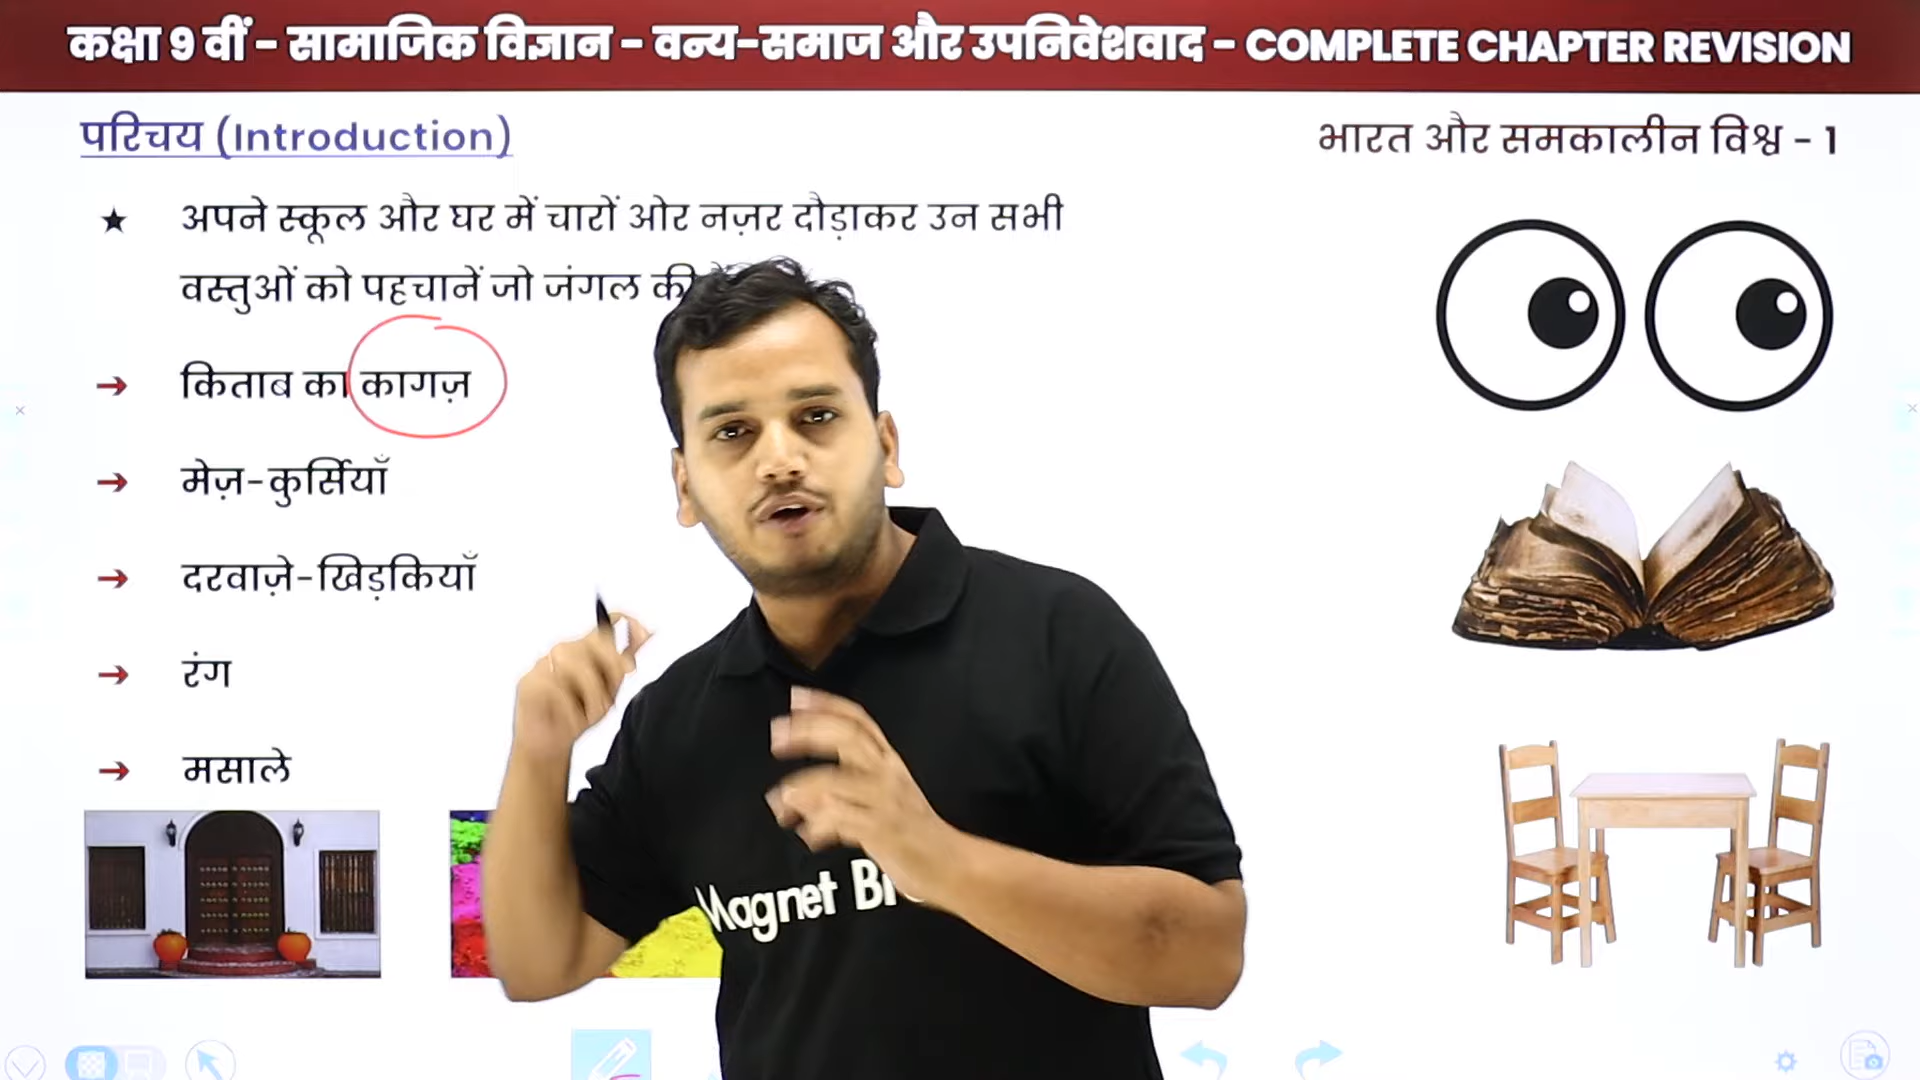 कक्षा 9 वीं - सामाजिक विज्ञान - वन्य-समाज और उपनिवेशवाद - COMPLETE CHAPTER REVISION
परिचय (Introduction)
भारत और समकालीन विश्व - 1
★ अपने स्कूल और घर में चारों ओर नज़र दौड़ाकर उन सभी
वस्तुओं को पहचानें जो जंगल की
➔ किताब का कागज़
➔ मेज़-कुर्सियाँ
➔ दरवाज़े-खिड़कियाँ
➔ रंग
➔ मसाले
Magnet